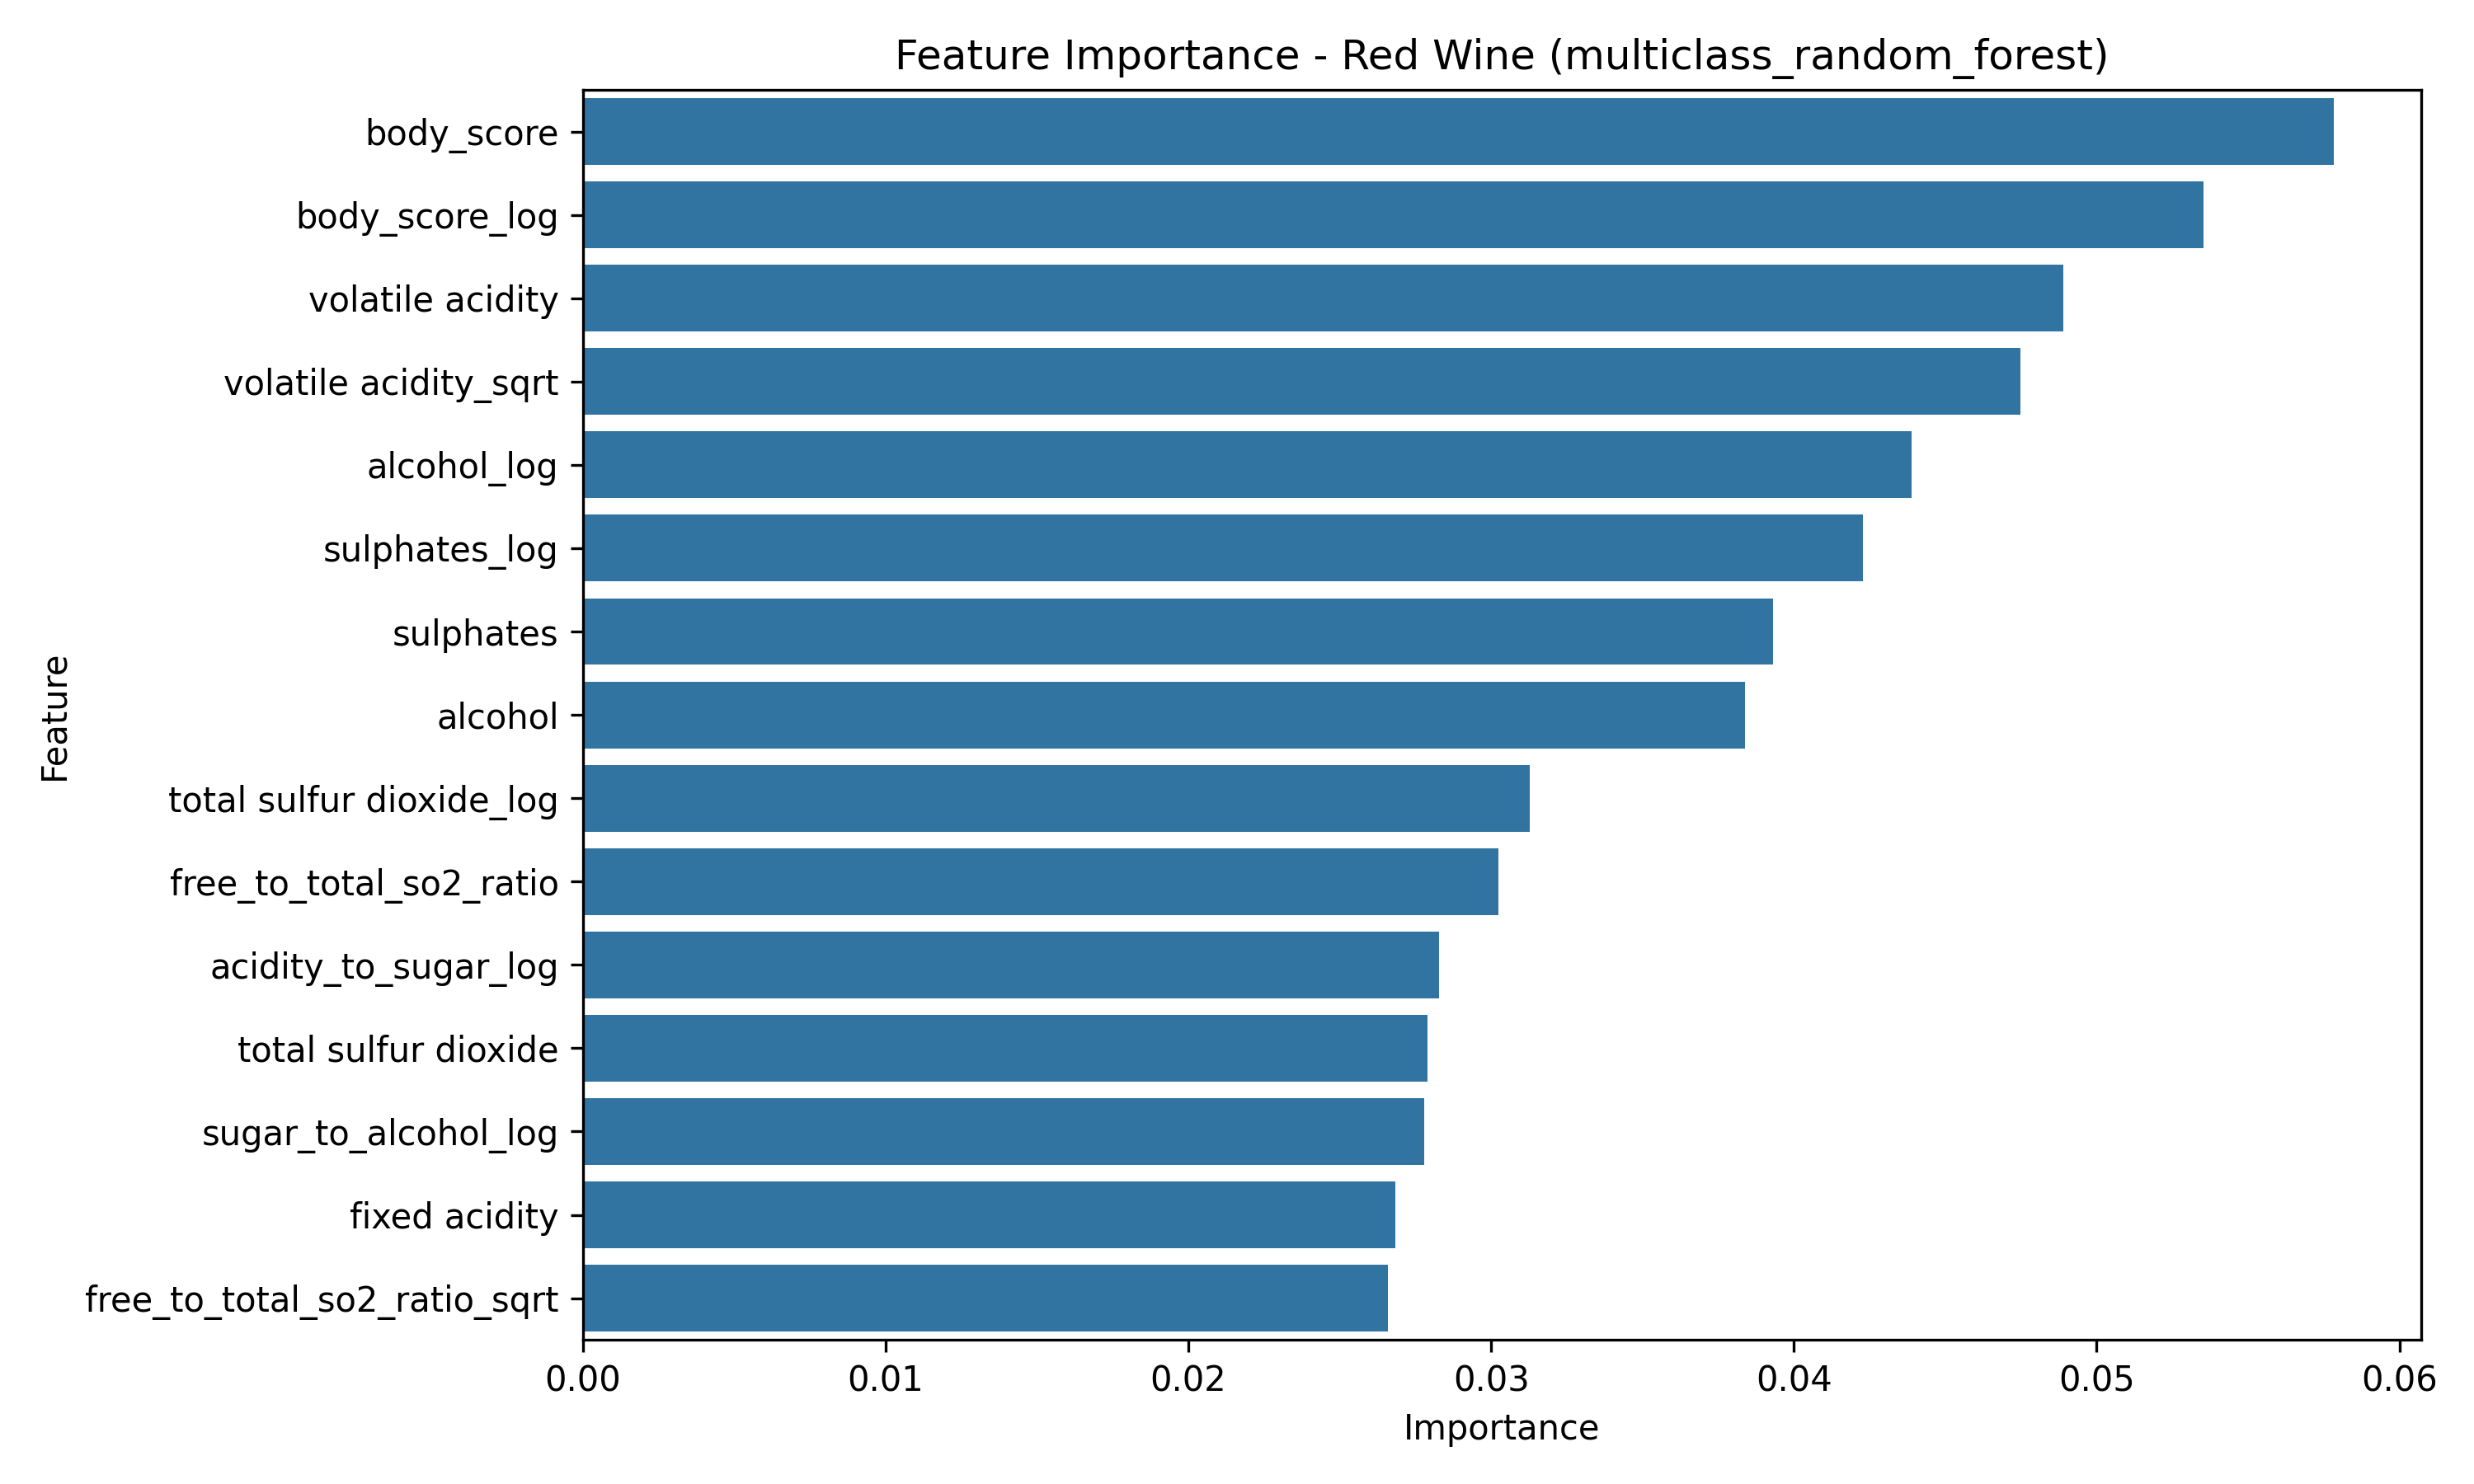 Feature Importance - Red Wine (multiclass_random_forest)
body_score
body_score_log
volatile acidity
volatile acidity_sqrt
alcohol_log
sulphates_log
sulphates
alcohol
total sulfur dioxide_log
free_to_total_so2_ratio
acidity_to_sugar_log
total sulfur dioxide
sugar_to_alcohol_log
fixed acidity
free_to_total_so2_ratio_sqrt
Feature
0.00 0.01 0.02 0.03 0.04 0.05 0.06
Importance